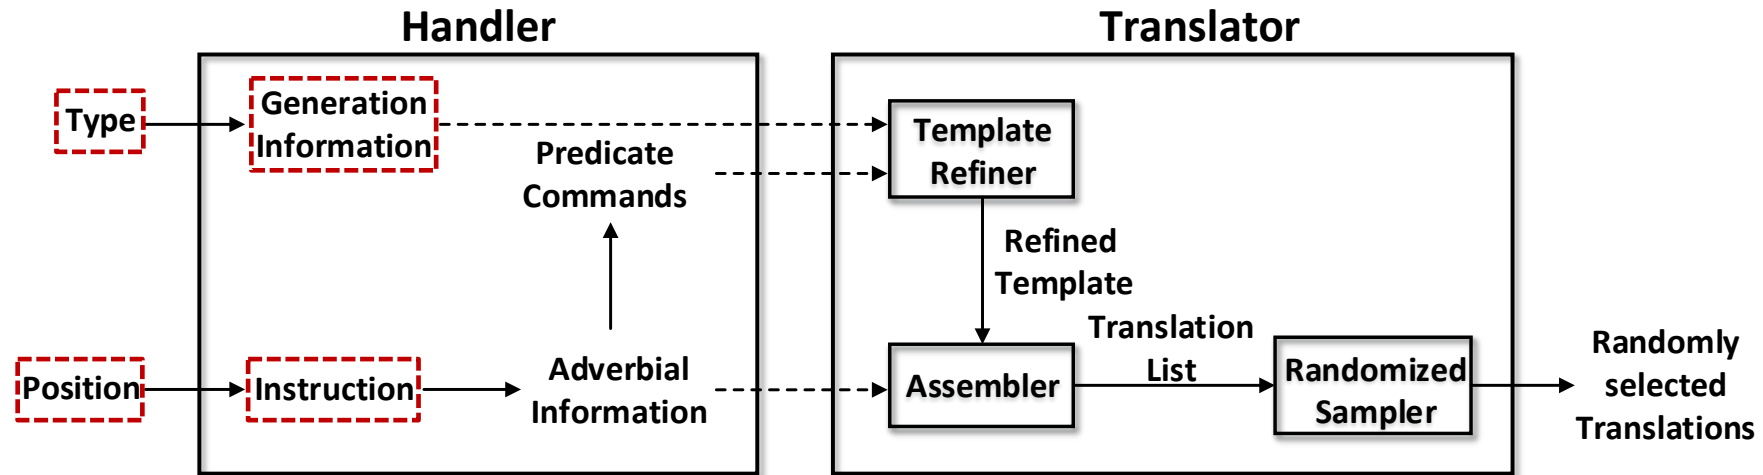 Handler
Translator
Type
Generation
Information
Predicate
Commands
Template
Refiner
Refined
Template
Position
Instruction
Adverbial
Information
Assembler
Translation
List
Randomized
Sampler
Randomly
selected
Translations